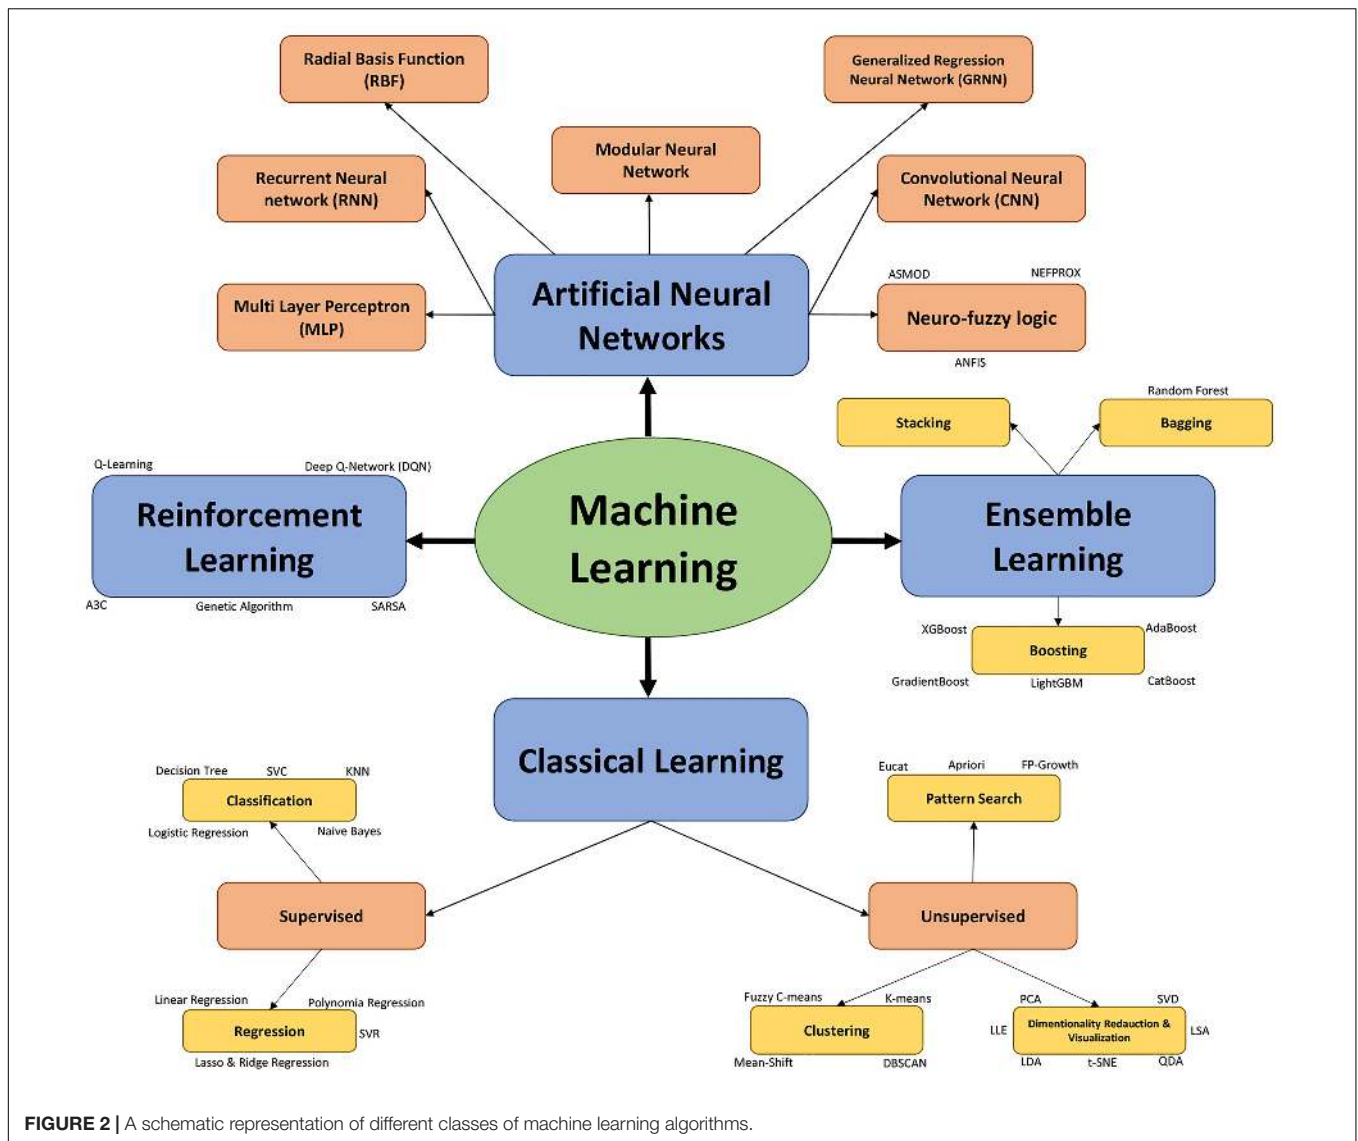 Radial Basis Function
(RBF)
Generalized Regression
Neural Network (GRNN)
Modular Neural
Network
Recurrent Neural
network (RNN)
Convolutional Neural
Network (CNN)
ASMOD
NEFPROX
Artificial Neural
Networks
Multi Layer Perceptron
(MLP)
Neuro-fuzzy logic
ANFIS
Random Forest
Stacking
Bagging
Q-Learning
Deep Q-Network (DQN)
Reinforcement
Learning
A3C
Genetic Algorithm
SARSA
Machine
Learning
Ensemble
Learning
XGBoost
AdaBoost
Boosting
GradientBoost
LightGBM
CatBoost
Classical Learning
Decision Tree
SVC
KNN
Classification
Logistic Regression
Naive Bayes
Eucat
Apriori
FP-Growth
Pattern Search
Supervised
Unsupervised
Linear Regression
Polynomia Regression
Regression
SVR
Lasso & Ridge Regression
Fuzzy C-means
K-means
Clustering
Mean-Shift
DBSCAN
PCA
SVD
LLE
Dimentionality Redauction &
Visualization
LSA
LDA
t-SNE
QDA
FIGURE 2 | A schematic representation of different classes of machine learning algorithms.